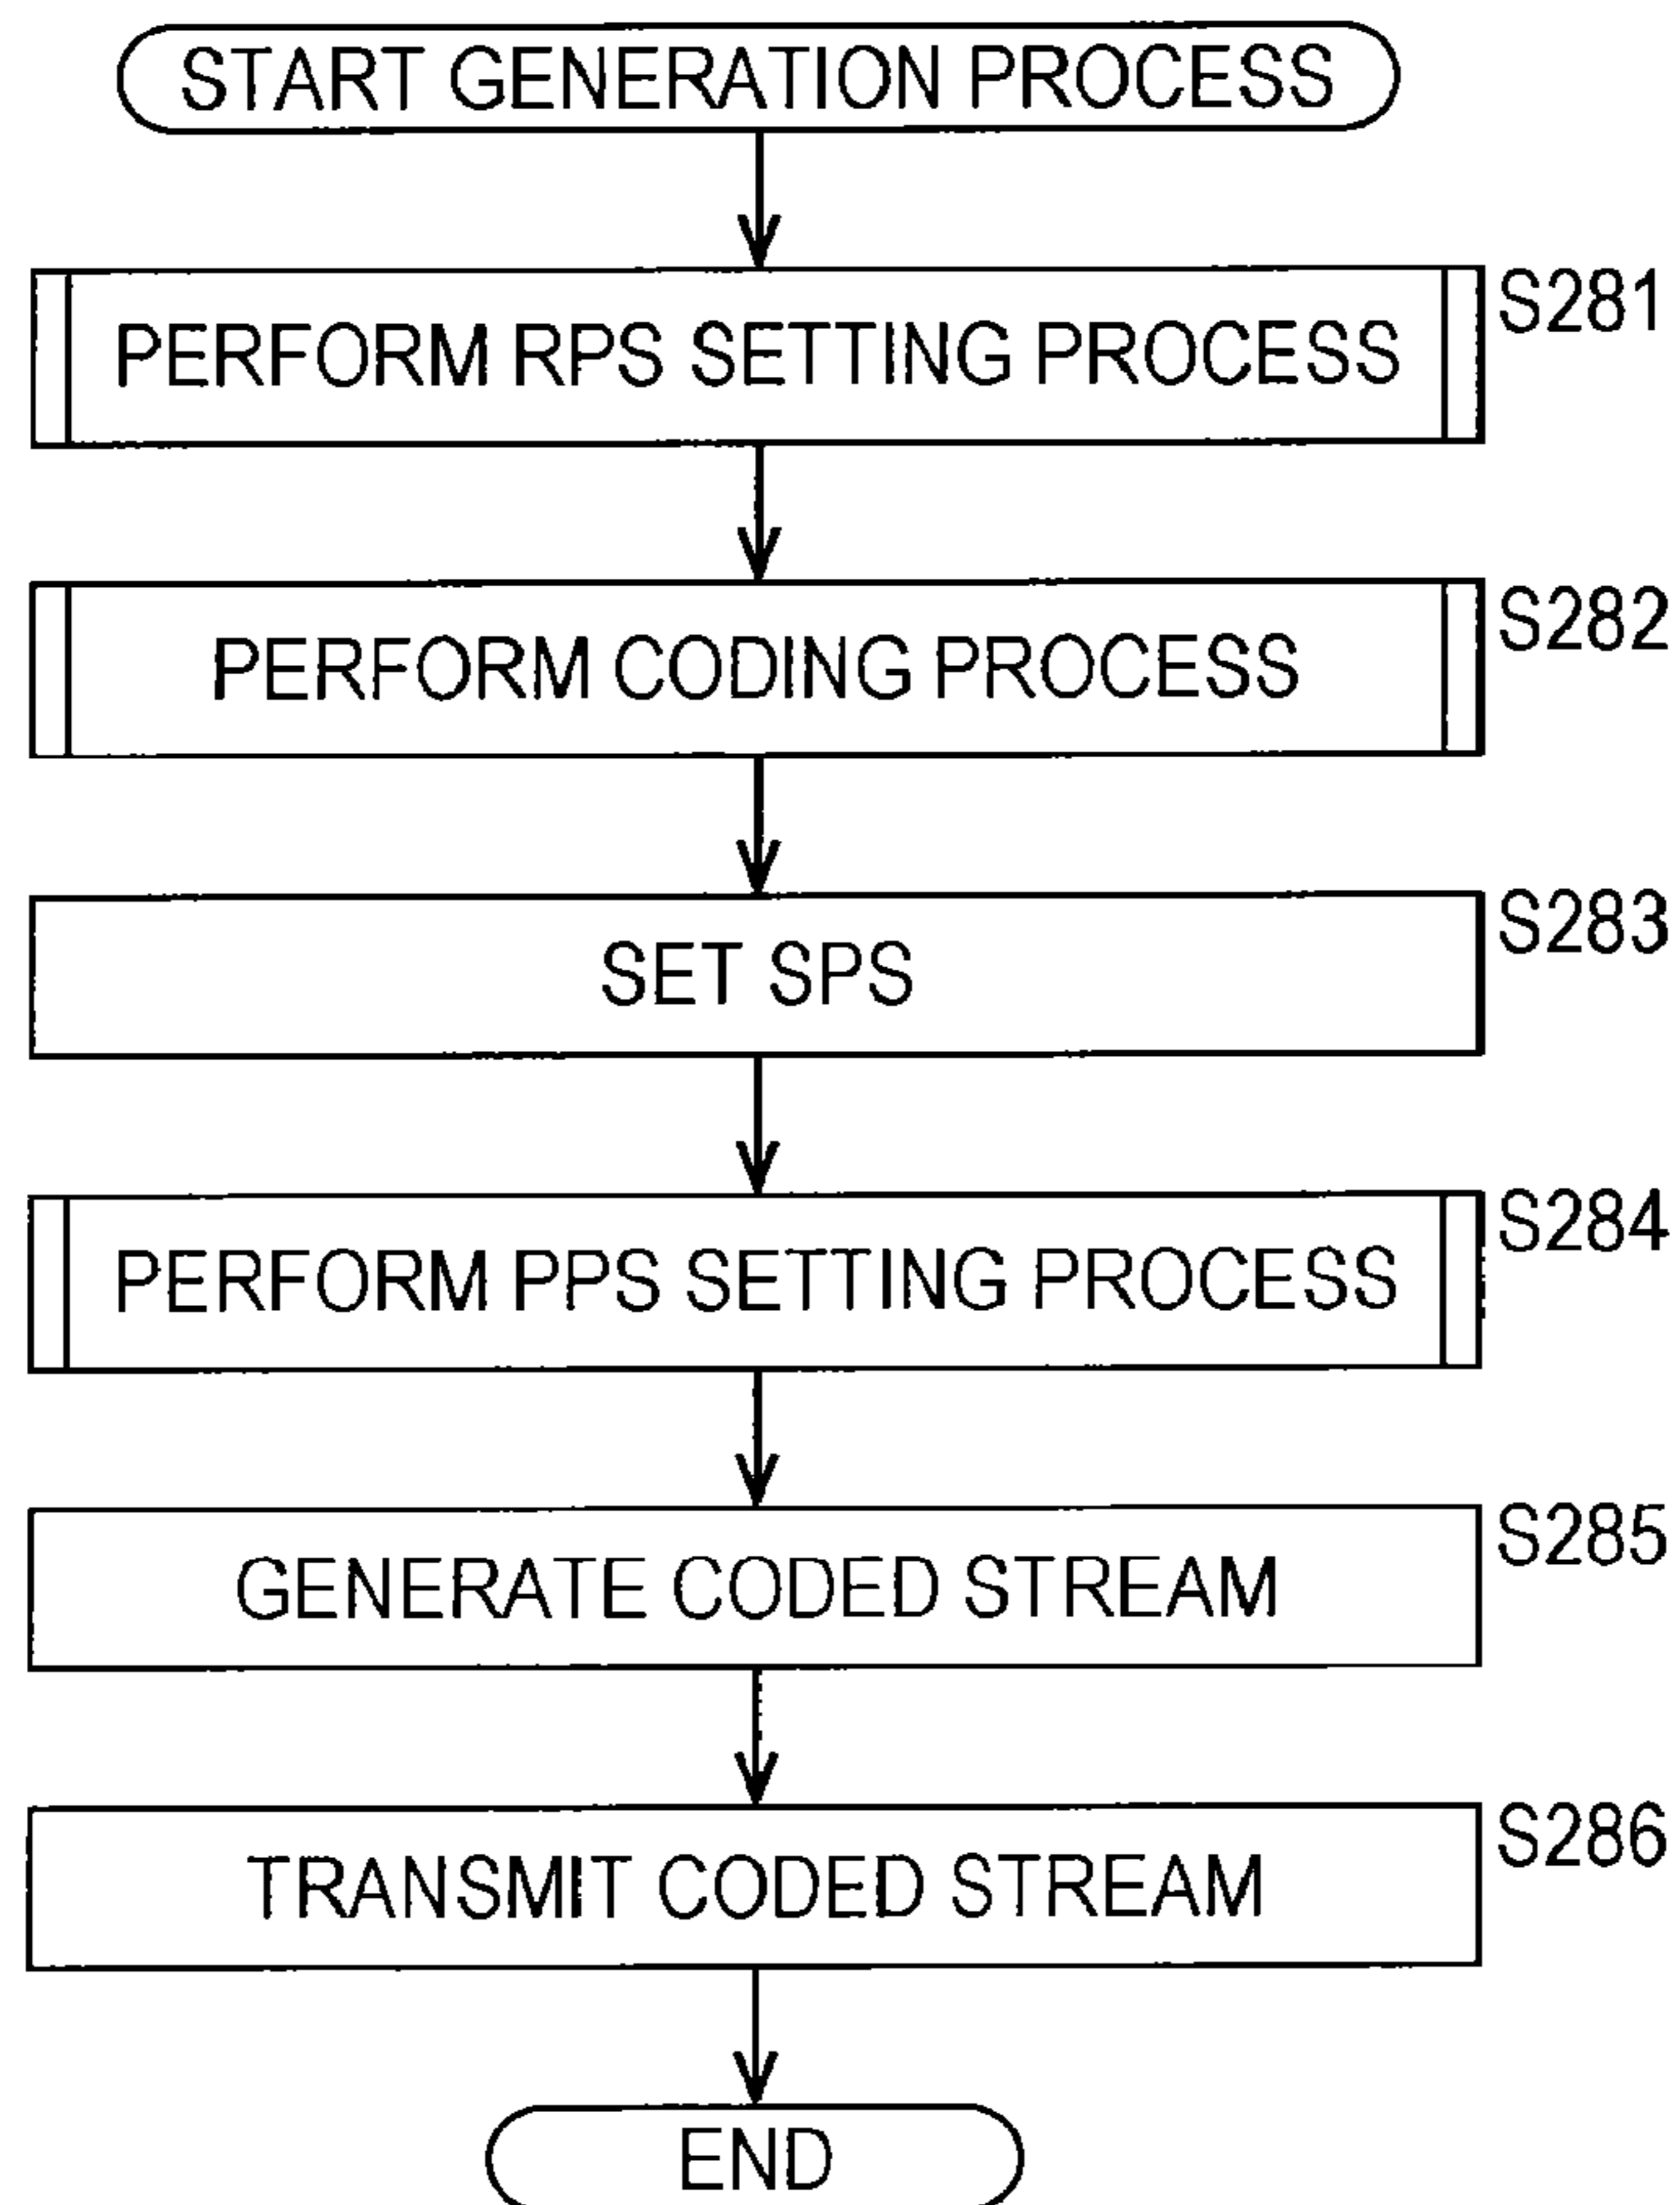 START GENERATION PROCESS
S281
PERFORM RPS SETTING PROCESS
S282
PERFORM CODING PROCESS
S283
SET SPS
S284
PERFORM PPS SETTING PROCESS
S285
GENERATE CODED STREAM
S286
TRANSMIT CODED STREAM
END